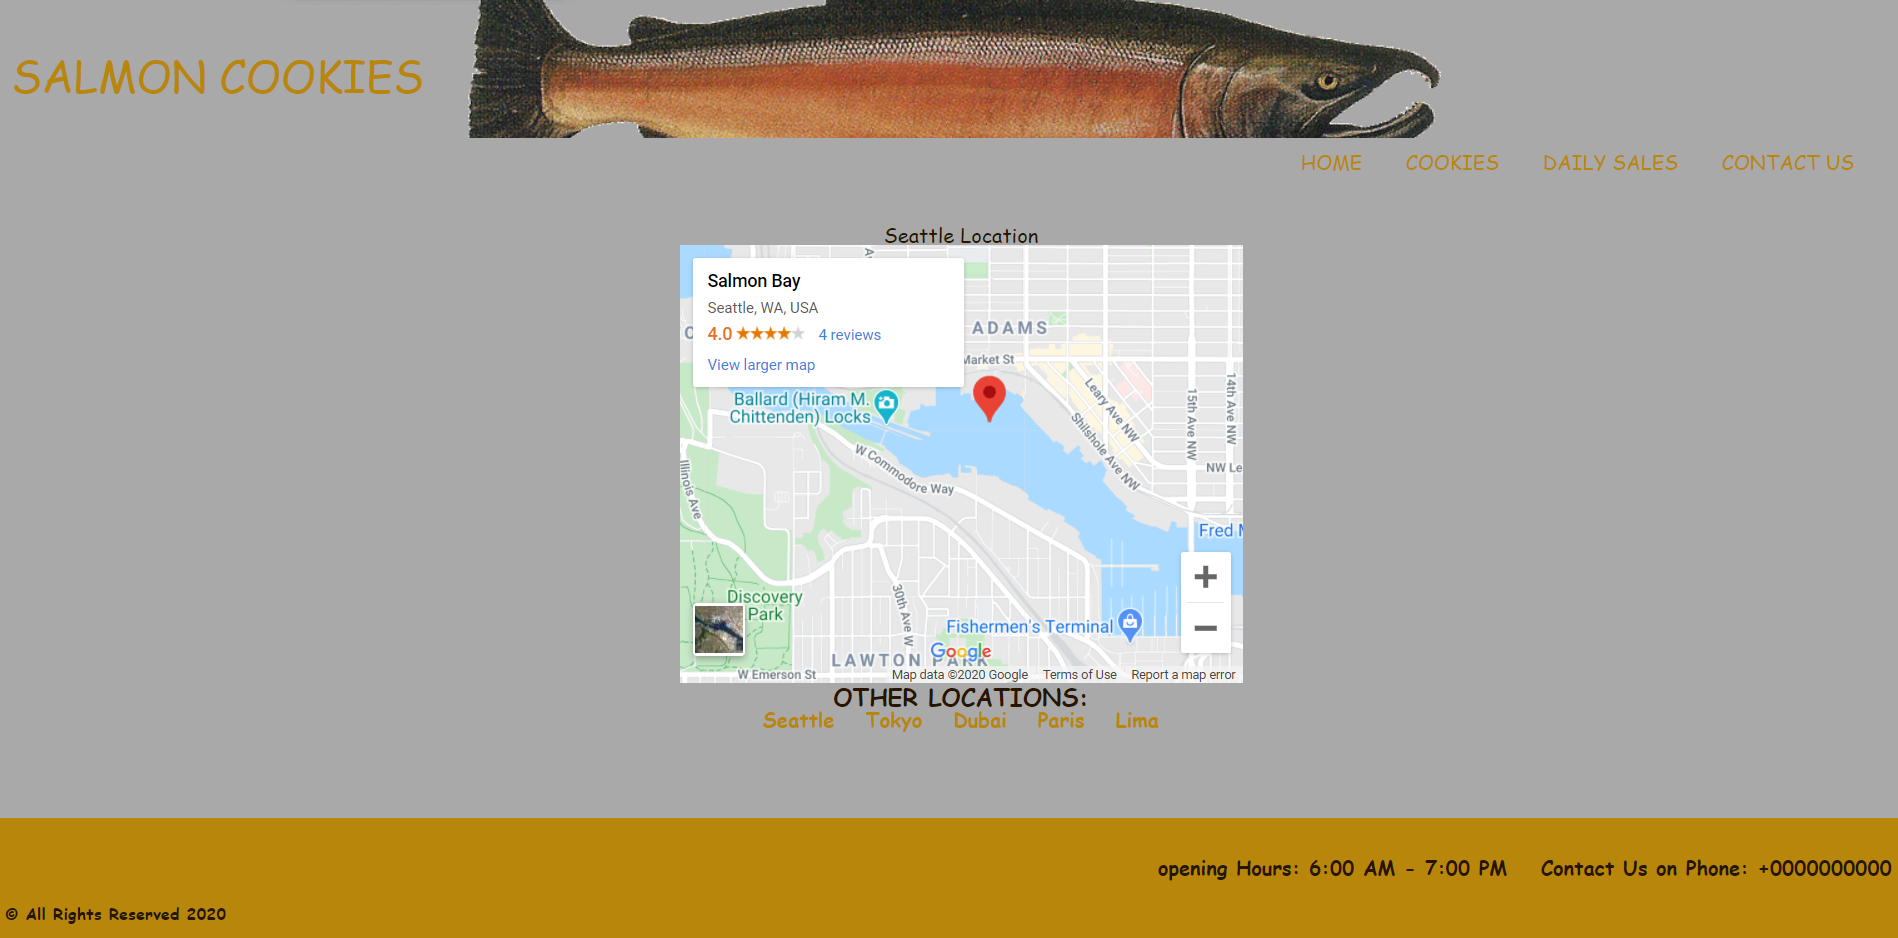 SALMON COOKIES
HOME COOKIES DAILY SALES CONTACT US
Seattle Location
Salmon Bay
Seattle, WA, USA
4.0 4 reviews
View larger map
ADAMS
Market St
Ballard (Hiram M.
Chittenden) Locks
Leary Ave NW
Shilshole Ave NW
15th Ave NW
14th Ave NW
W Commodore Way
NW Le
Illinois Ave
Fred
Discovery
Park
30th Ave W
Fishermen's Terminal
Google
LAWTON PARK
W Emerson St
Map data ©2020 Google Terms of Use Report a map error
OTHER LOCATIONS:
Seattle Tokyo Dubai Paris Lima
opening Hours: 6:00 AM - 7:00 PM Contact Us on Phone: +0000000000
© All Rights Reserved 2020